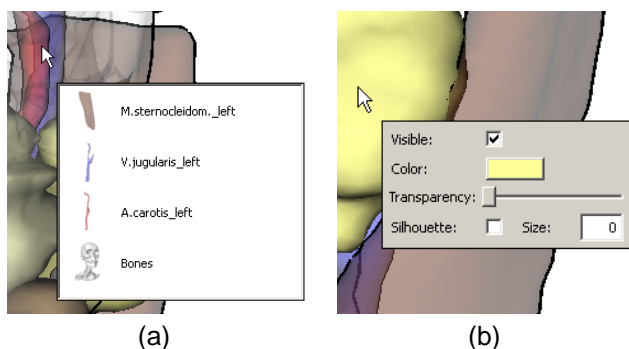 M.sternocleidom._left
V.jugularis_left
A.carotis_left
Bones
(a)
Visible:
Color:
Transparency:
Silhouette: Size: 0
(b)